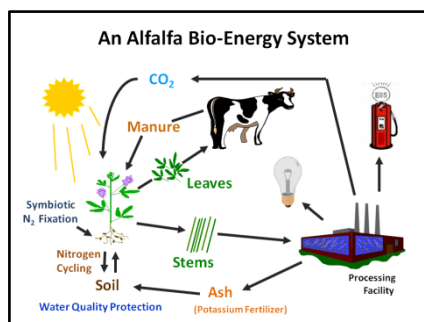 An Alfalfa Bio-Energy System
CO2
E85
Manure
Leaves
Symbiotic
N2 Fixation
Nitrogen
Cycling
Stems
Processing
Facility
Soil
Ash
(Potassium Fertilizer)
Water Quality Protection